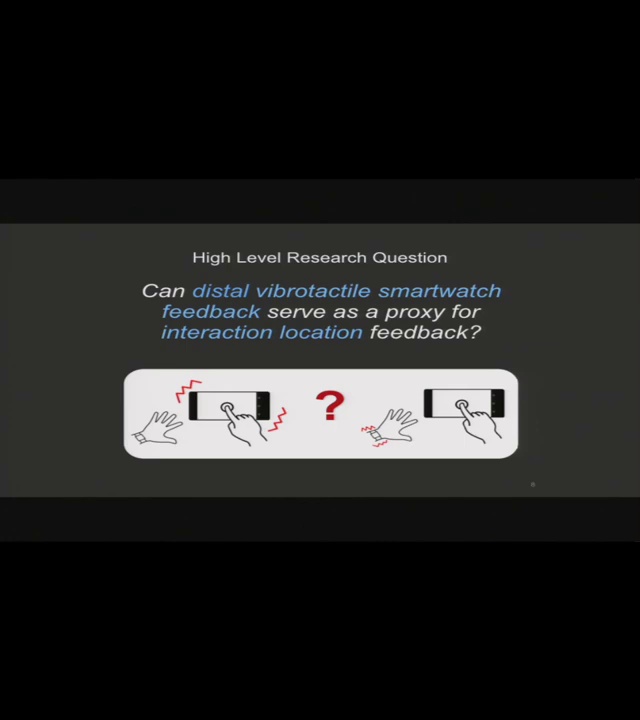 High Level Research Question
Can distal vibrotactile smartwatch
feedback serve as a proxy for
interaction location feedback?
?